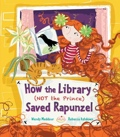 How the Library
(NOT the Prince)
Saved Rapunzel
Wendy Meddour
Rebecca Ashdown